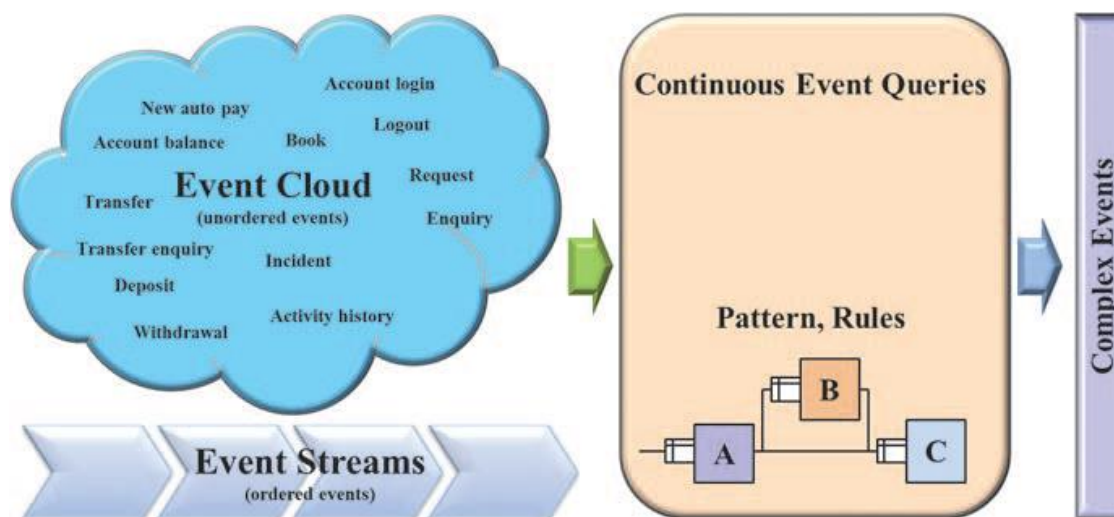 Account login
New auto pay
Logout
Account balance
Book
Event Cloud
Request
Transfer
(unordered events)
Enquiry
Transfer enquiry
Incident
Deposit
Activity history
Withdrawal
Event Streams
(ordered events)
Continuous Event Queries
Pattern, Rules
B
A
C
Complex Events